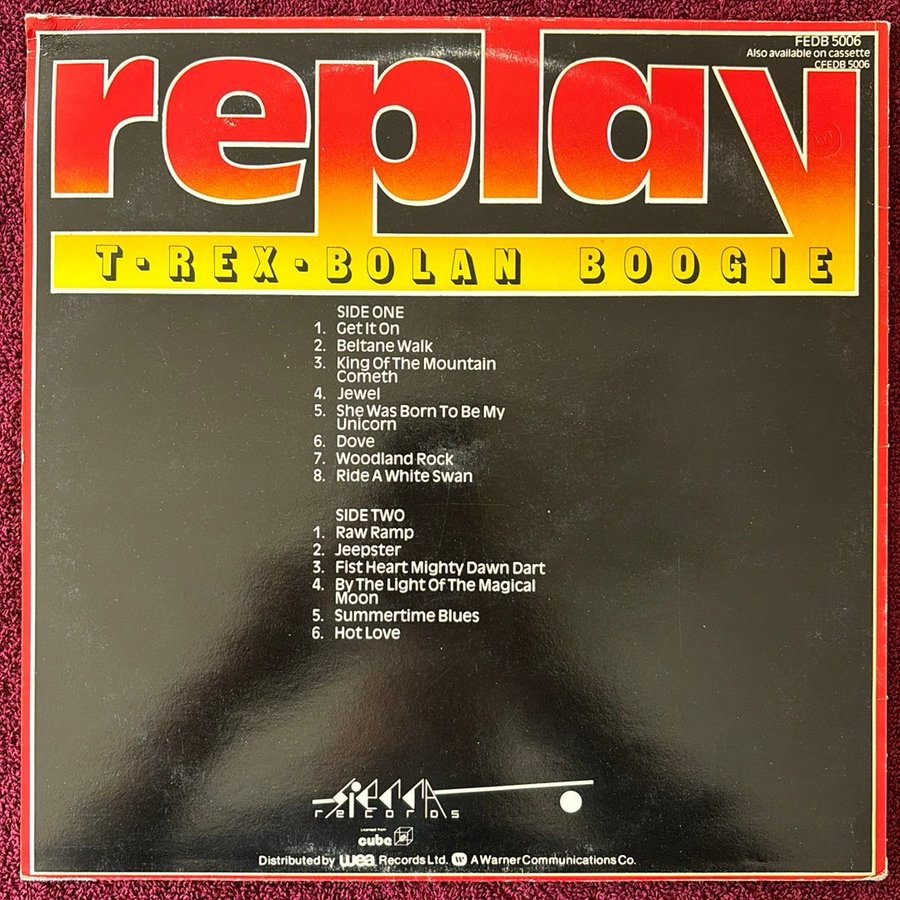 FEDB 5006
Also available on cassette
CFEDB 5006
replay
T·REX·BOLAN BOOGIE
SIDE ONE
1. Get It On
2. Beltane Walk
3. King Of The Mountain
Cometh
4. Jewel
5. She Was Born To Be My
Unicorn
6. Dove
7. Woodland Rock
8. Ride A White Swan
SIDE TWO
1. Raw Ramp
2. Jeepster
3. Fist Heart Mighty Dawn Dart
4. By The Light Of The Magical
Moon
5. Summertime Blues
6. Hot Love
Sierra
records
Licensed from
cube
Distributed by wea Records Ltd. A Warner Communications Co.